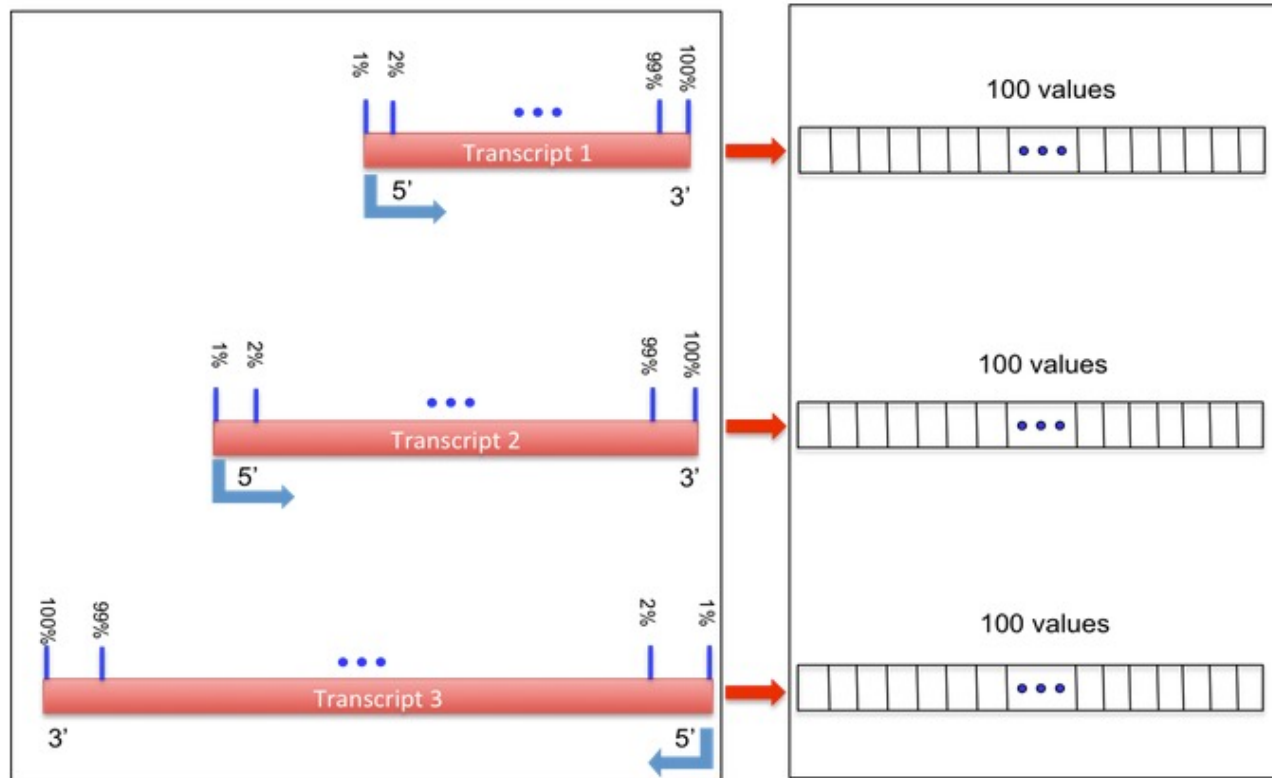 1% 2% 99% 100%
Transcript 1
5’ 3’
100 values
1% 2% 99% 100%
Transcript 2
5’ 3’
100 values
100% 99% 2% 1%
Transcript 3
3’ 5’
100 values